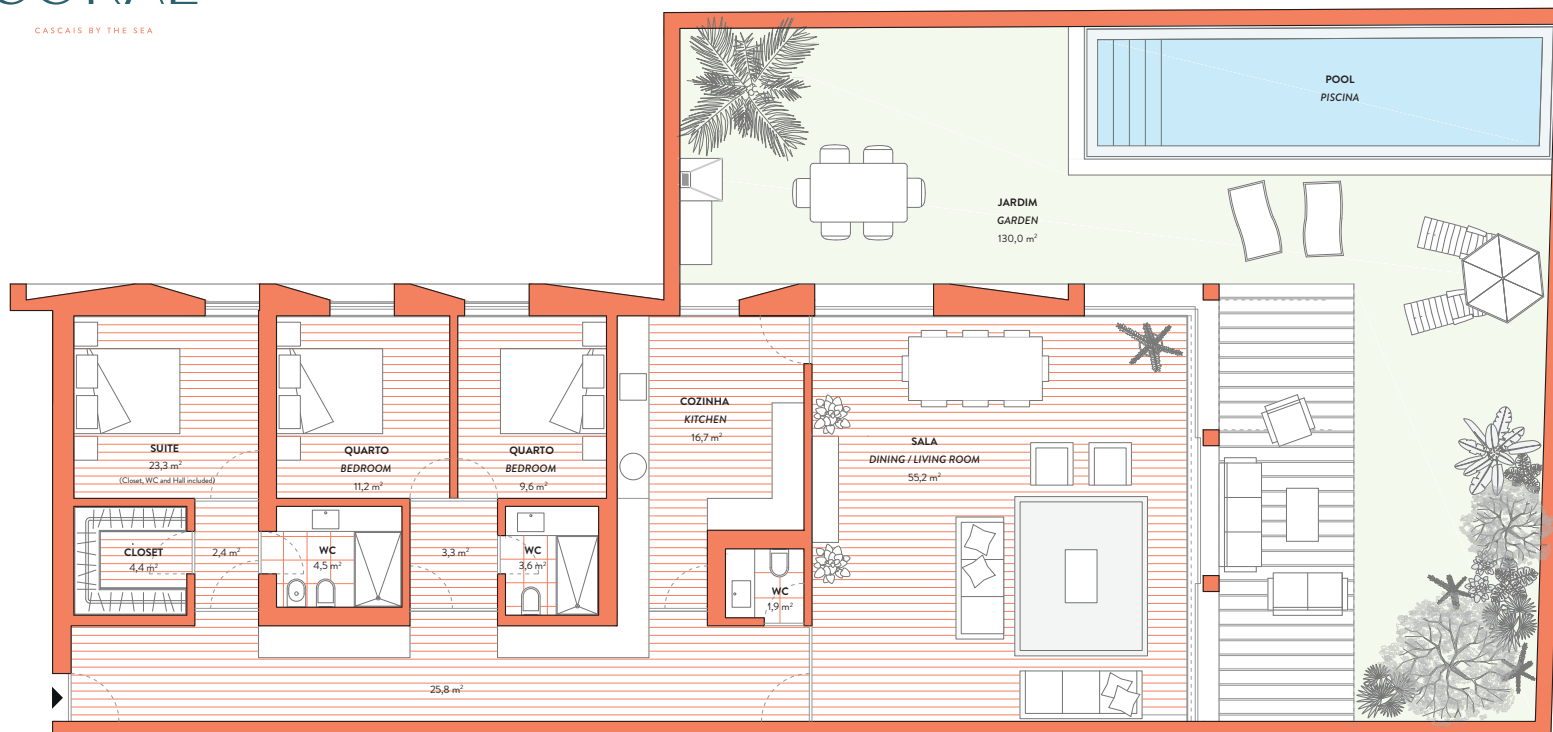 CASCAIS BY THE SEA
POOL
PISCINA
JARDIM
GARDEN
130,0 m²
SUITE
23,3 m²
(Closet, WC and Hall included)
QUARTO
BEDROOM
11,2 m²
QUARTO
BEDROOM
9,6 m²
COZINHA
KITCHEN
16,7 m²
SALA
DINING / LIVING ROOM
55,2 m²
CLOSET
4,4 m²
2,4 m²
WC
4,5 m²
3,3 m²
WC
3,6 m²
WC
1,9 m²
25,8 m²